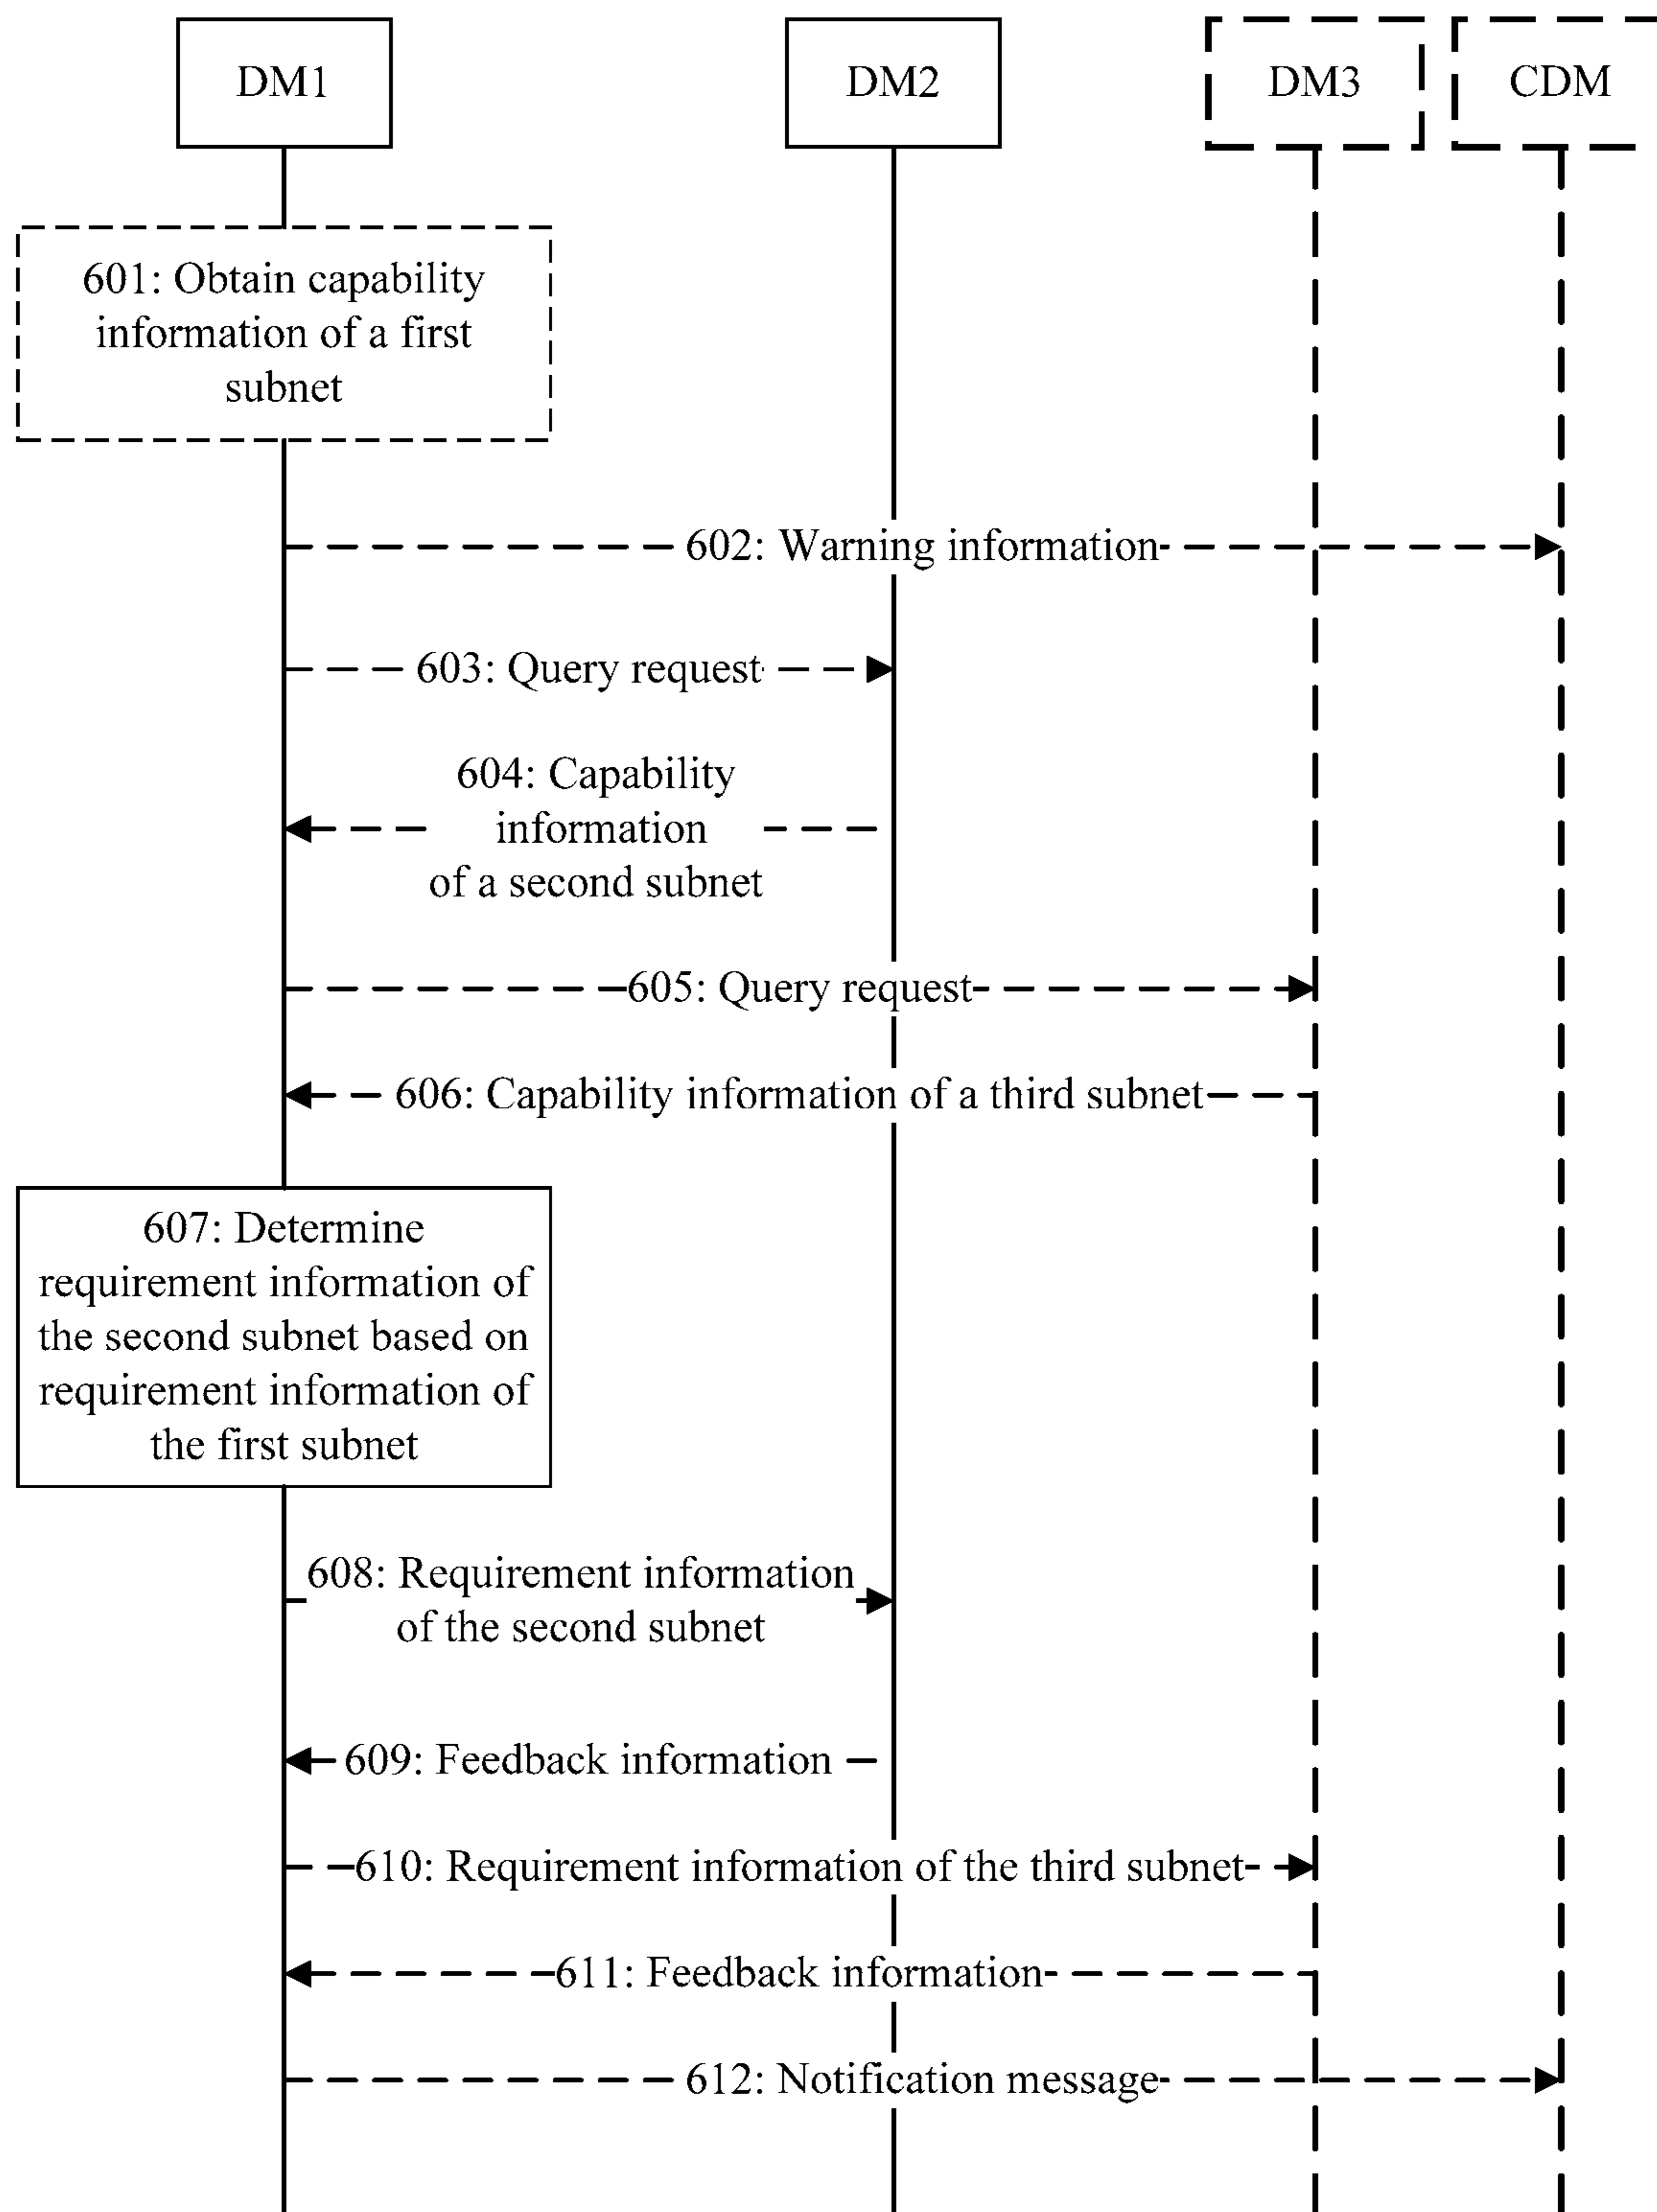 DM1
DM2
DM3
CDM
601: Obtain capability
information of a first
subnet
602: Warning information
603: Query request
604: Capability
information
of a second subnet
605: Query request
606: Capability information of a third subnet
607: Determine
requirement information of
the second subnet based on
requirement information of
the first subnet
608: Requirement information
of the second subnet
609: Feedback information
610: Requirement information of the third subnet
611: Feedback information
612: Notification message